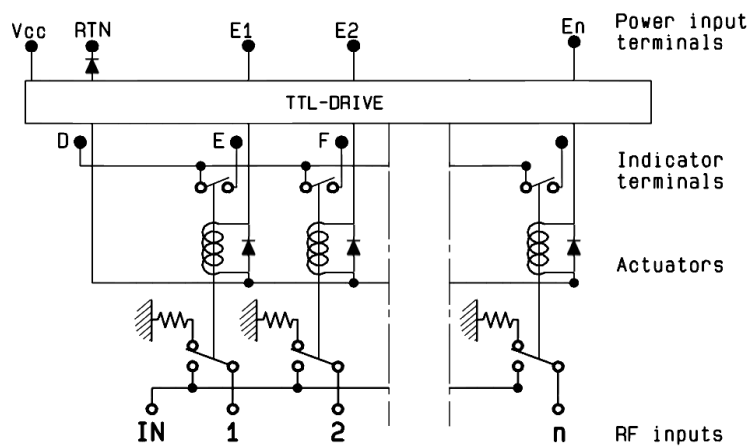 Vcc RTN E1 E2 En Power input
terminals
TTL-DRIVE
D E F Indicator
terminals
Actuators
IN 1 2 n RF inputs